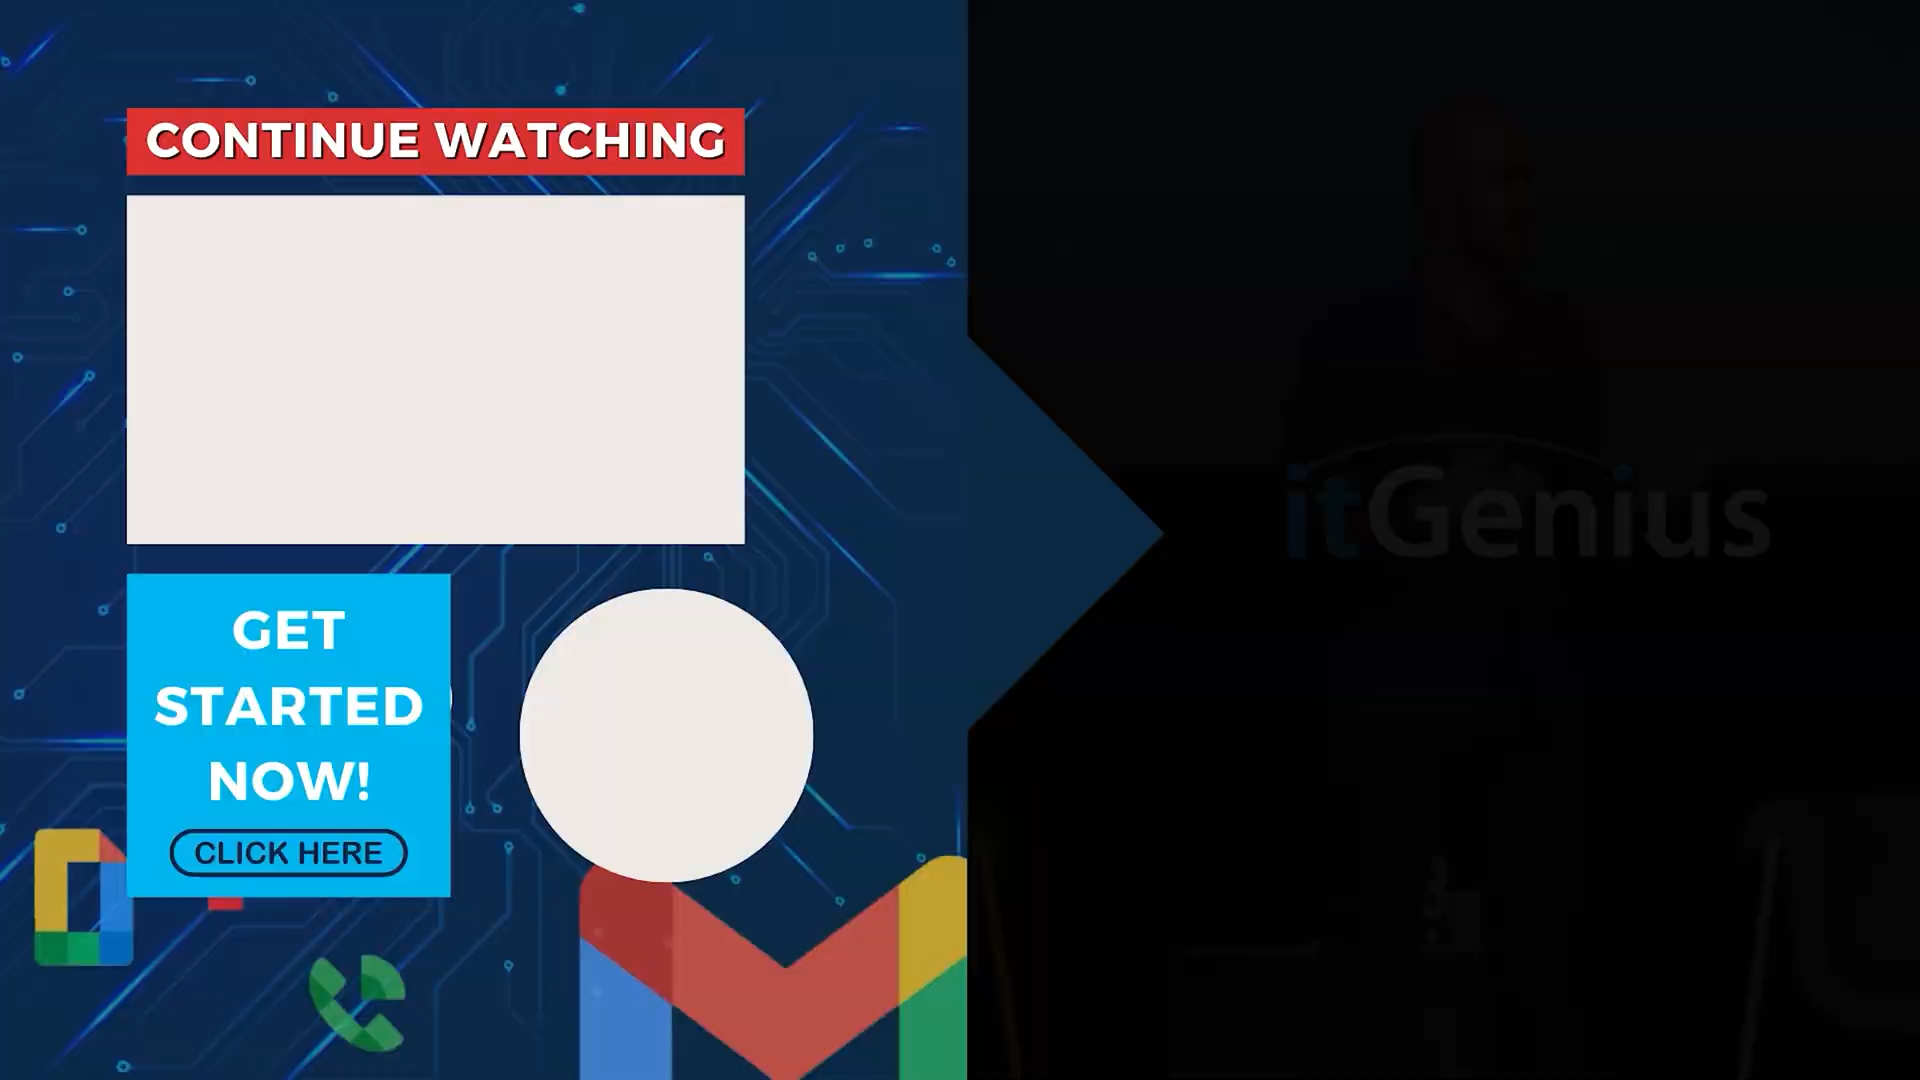 CONTINUE WATCHING
GET
STARTED
NOW!
CLICK HERE
itGenius